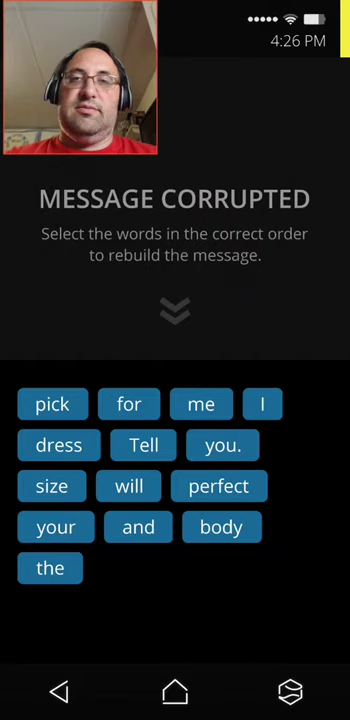 4:26 PM
MESSAGE CORRUPTED
Select the words in the correct order
to rebuild the message.
pick for me I
dress Tell you.
size will perfect
your and body
the